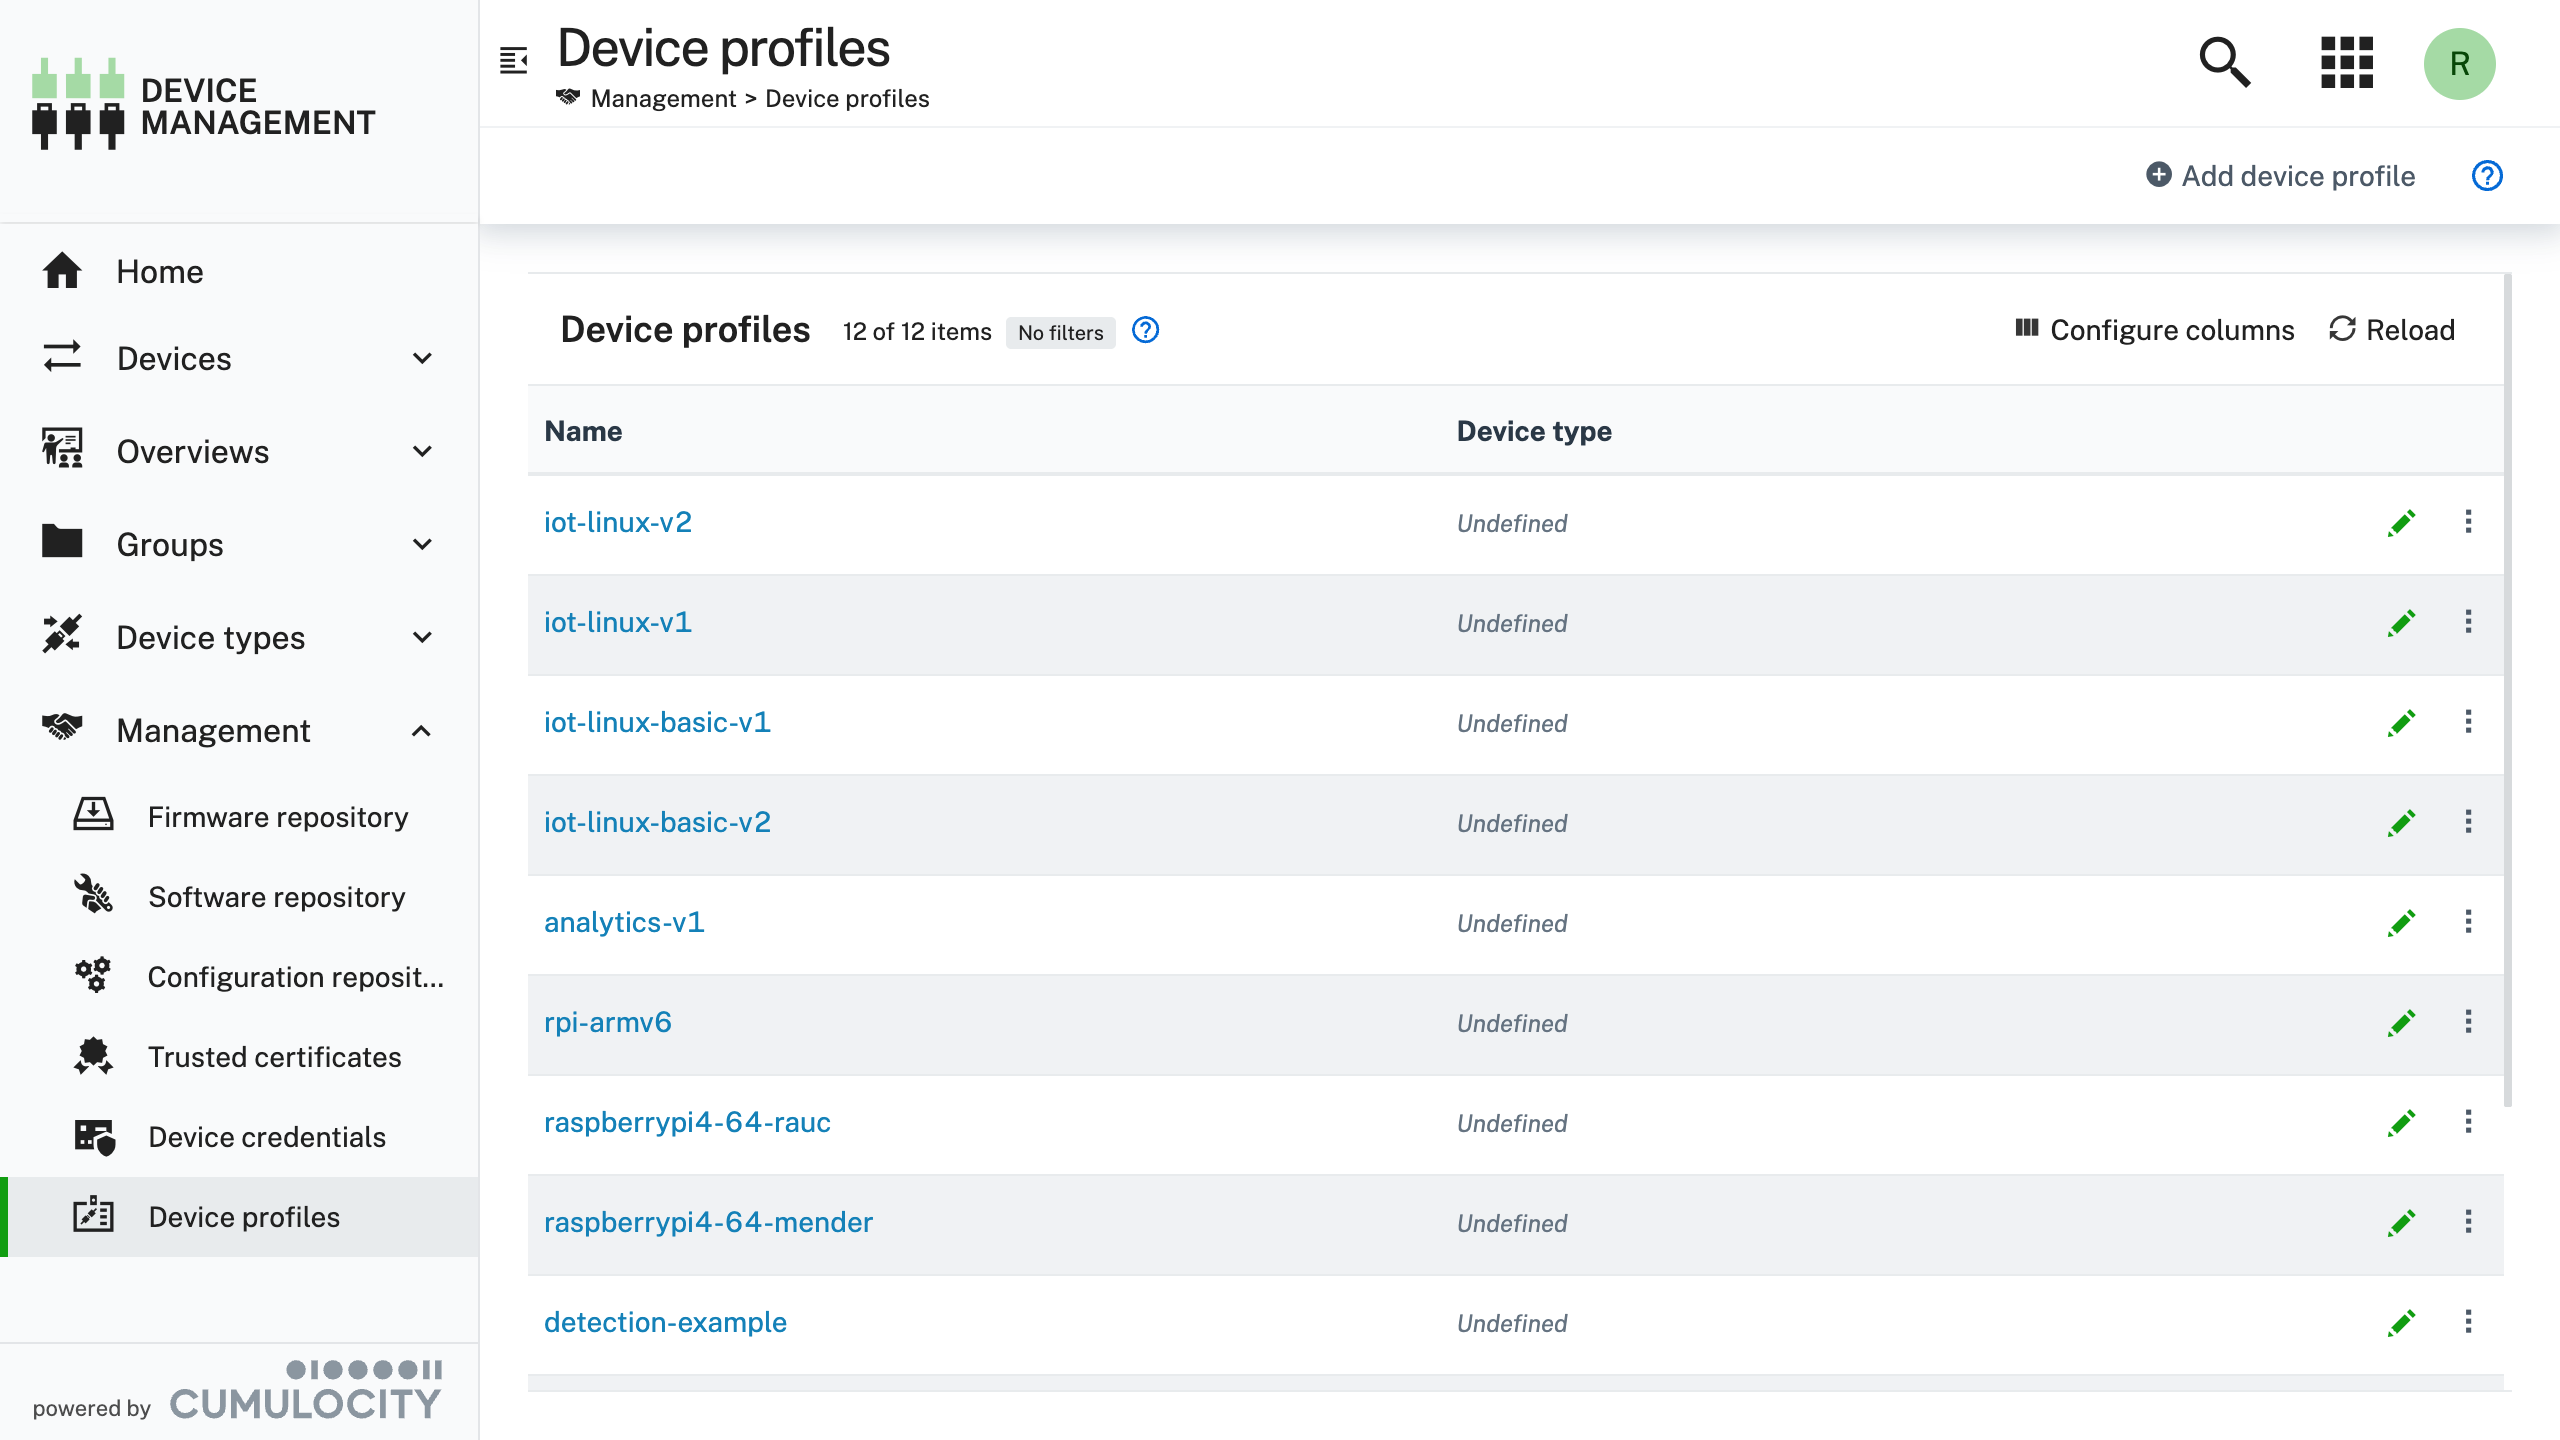 DEVICE
MANAGEMENT
Home
Devices
Overviews
Groups
Device types
Management
Firmware repository
Software repository
Configuration reposit...
Trusted certificates
Device credentials
Device profiles
powered by CUMULOCITY
Device profiles
Management > Device profiles
R
Add device profile
Device profiles 12 of 12 items No filters Configure columns Reload
Name Device type
iot-linux-v2 Undefined
iot-linux-v1 Undefined
iot-linux-basic-v1 Undefined
iot-linux-basic-v2 Undefined
analytics-v1 Undefined
rpi-armv6 Undefined
raspberrypi4-64-rauc Undefined
raspberrypi4-64-mender Undefined
detection-example Undefined